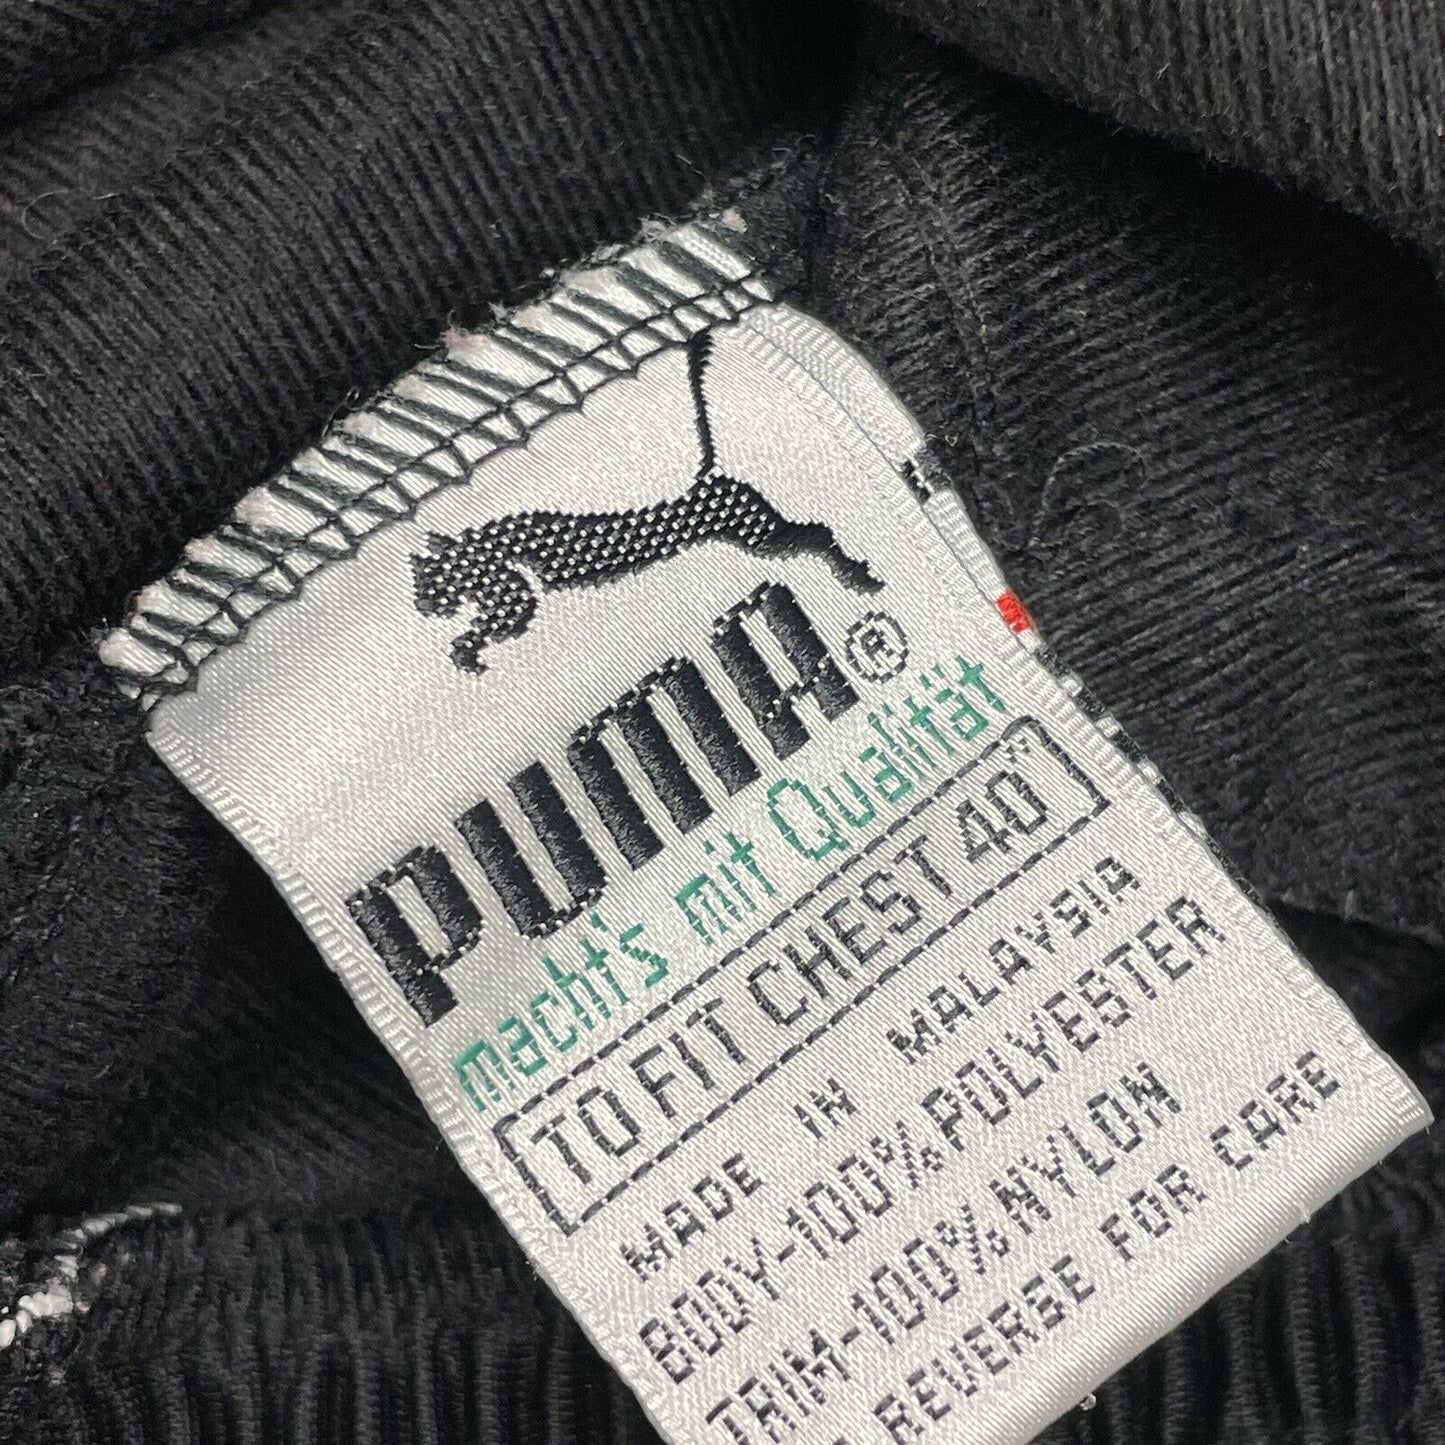 PUMA®
macht's mit Qualität
TO FIT CHEST 40"
MADE IN MALAYSIA
BODY-100% POLYESTER
TRIM-100% NYLON
REVERSE FOR CARE